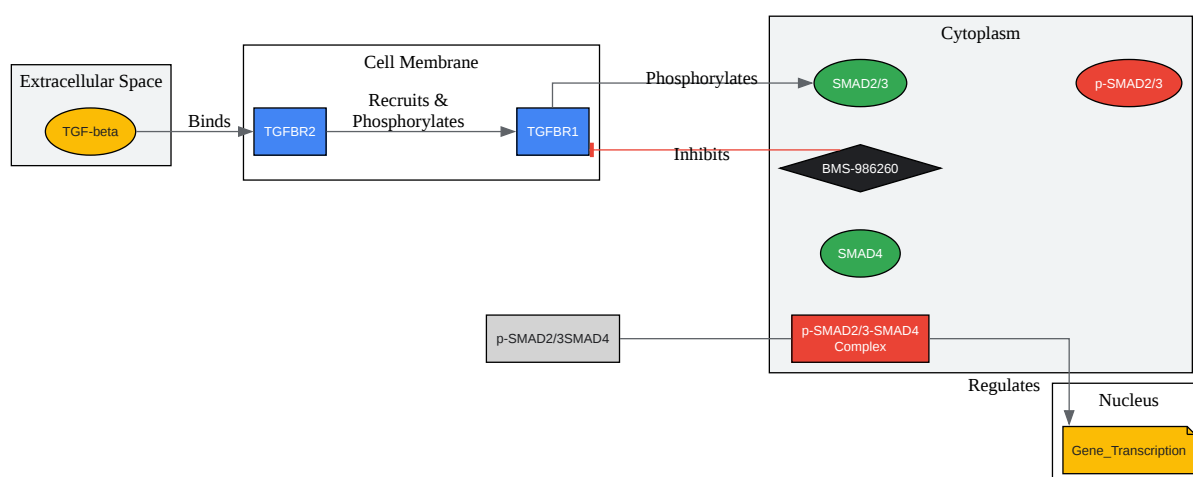 Cytoplasm
Extracellular Space
Cell Membrane
Phosphorylates
SMAD2/3
p-SMAD2/3
TGF-beta
Binds
TGFBR2
Recruits &
Phosphorylates
TGFBR1
Inhibits
BMS-986260
SMAD4
p-SMAD2/3SMAD4
p-SMAD2/3-SMAD4
Complex
Regulates
Nucleus
Gene_Transcription